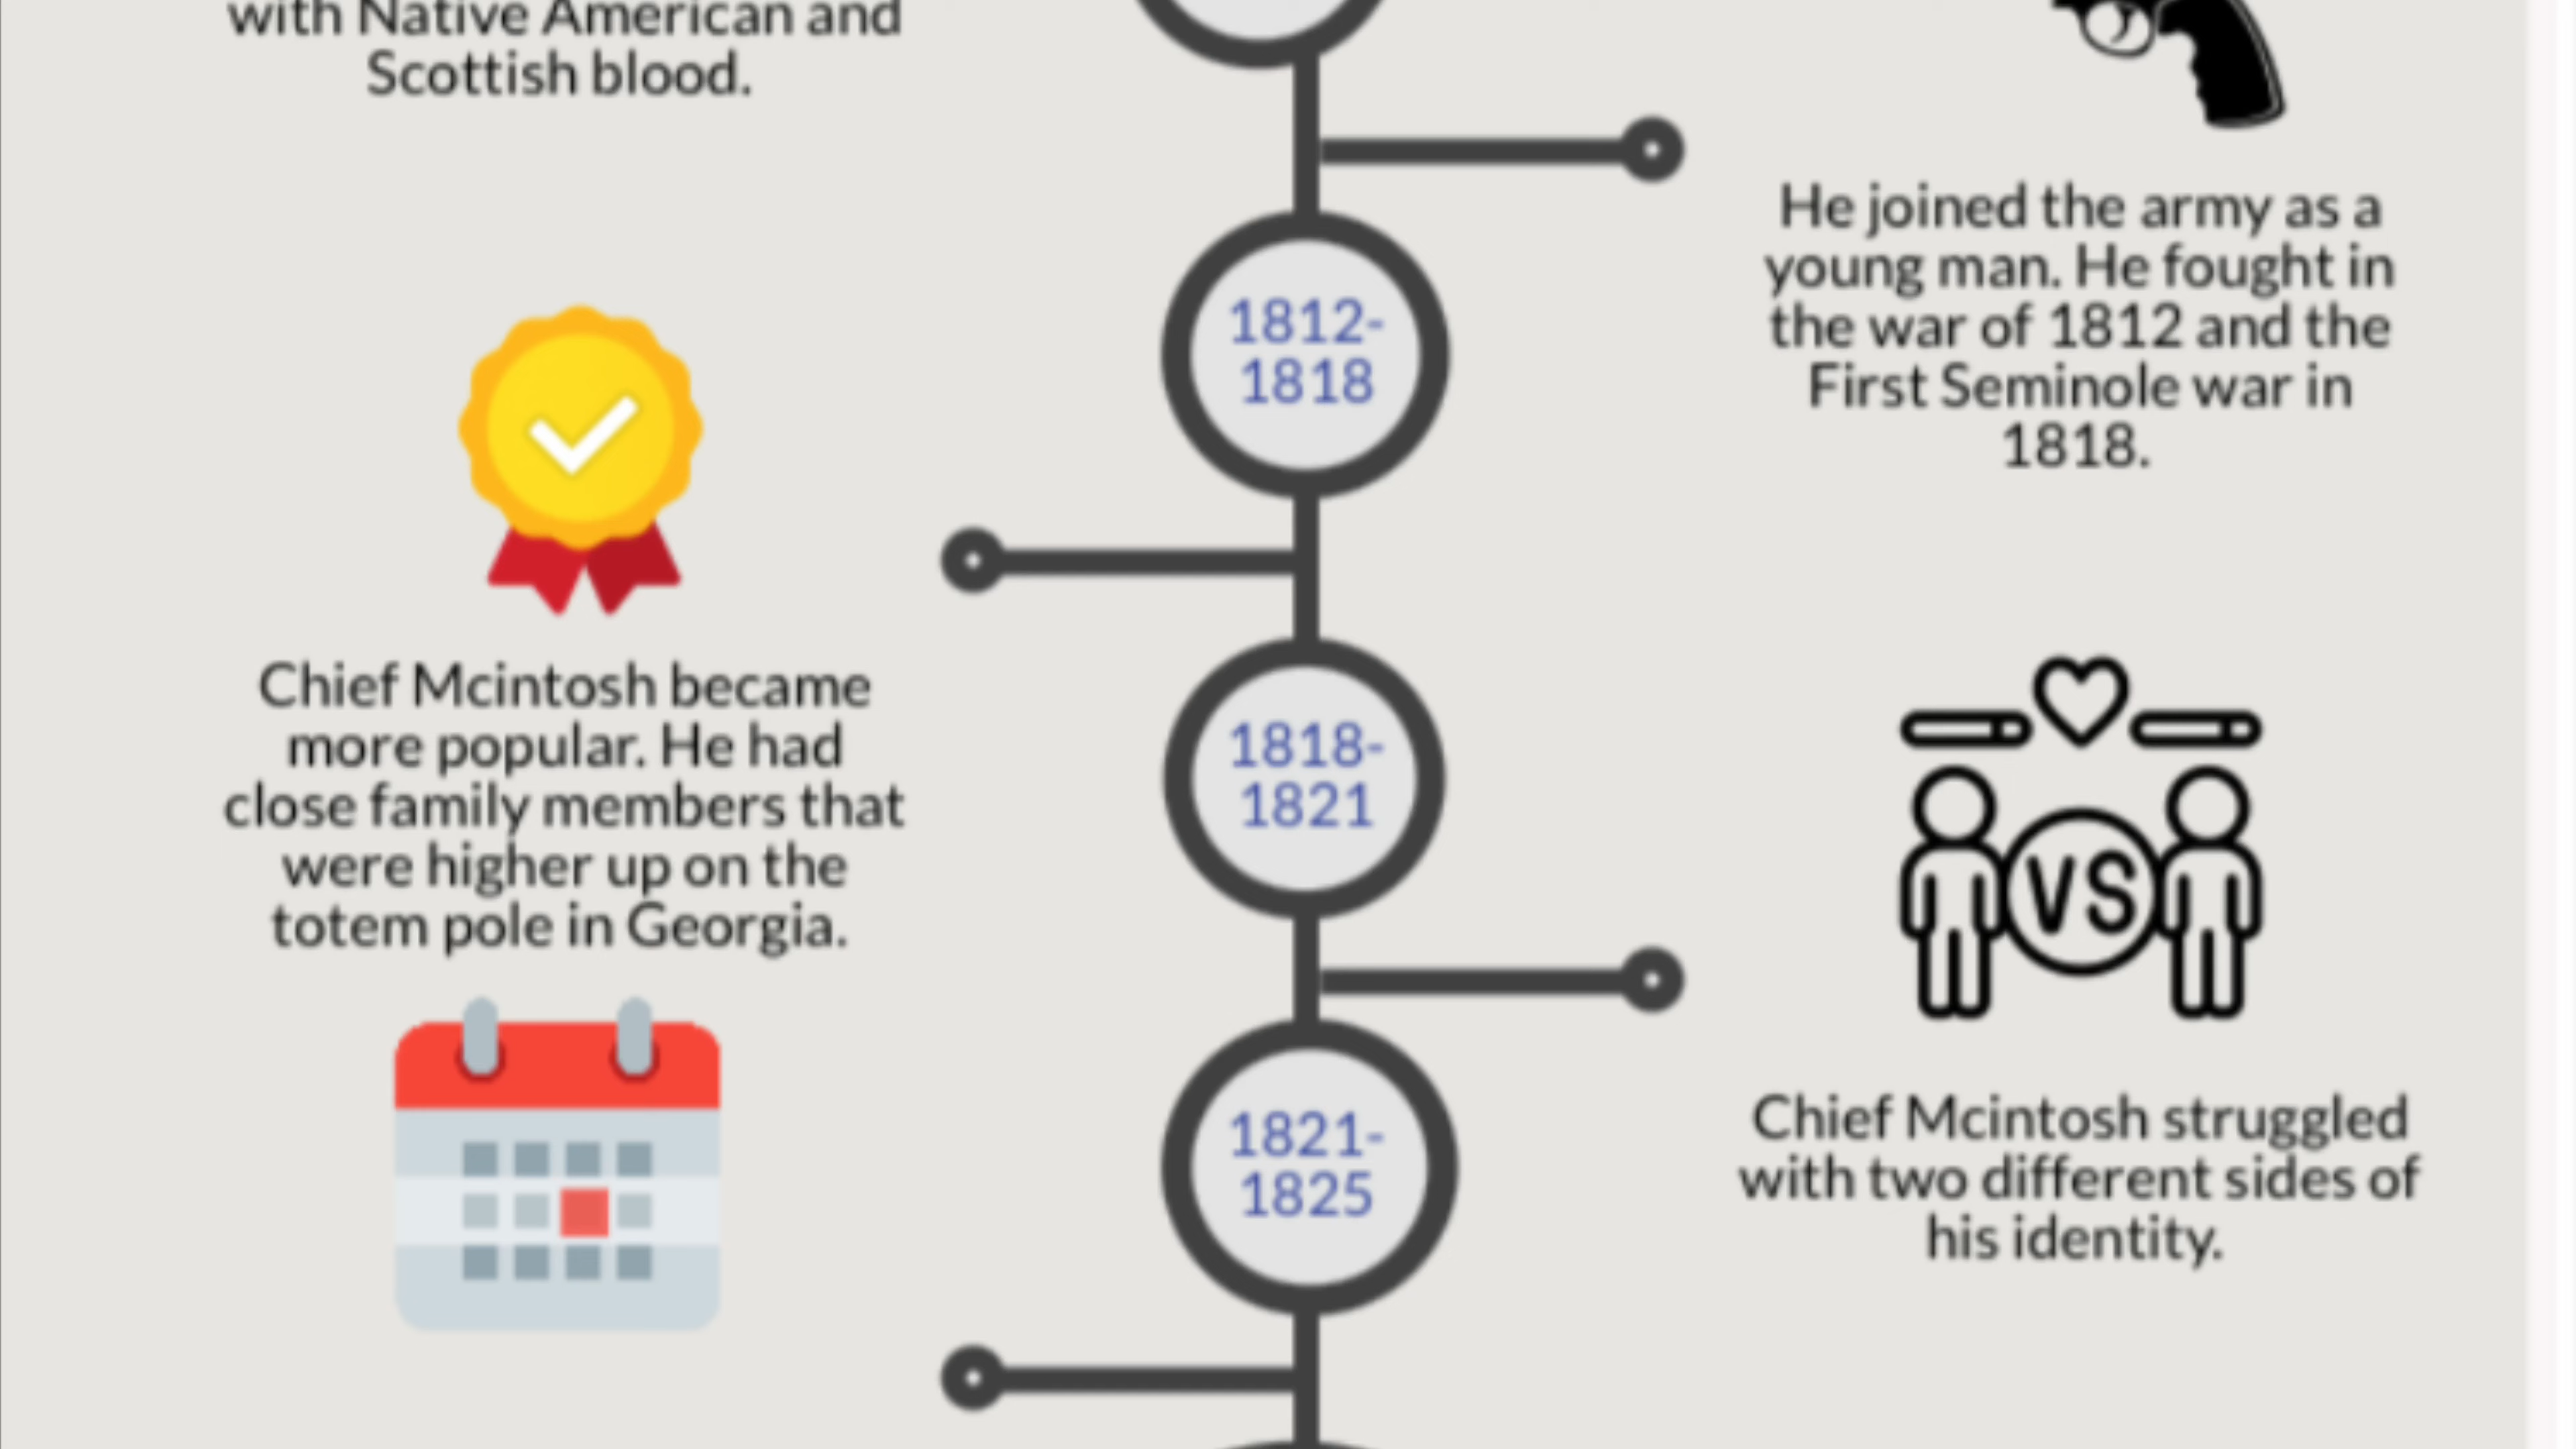 with Native American and
Scottish blood.
He joined the army as a
young man. He fought in
the war of 1812 and the
First Seminole war in
1818.
1812-
1818
Chief Mcintosh became
more popular. He had
close family members that
were higher up on the
totem pole in Georgia.
1818-
1821
VS
Chief Mcintosh struggled
with two different sides of
his identity.
1821-
1825